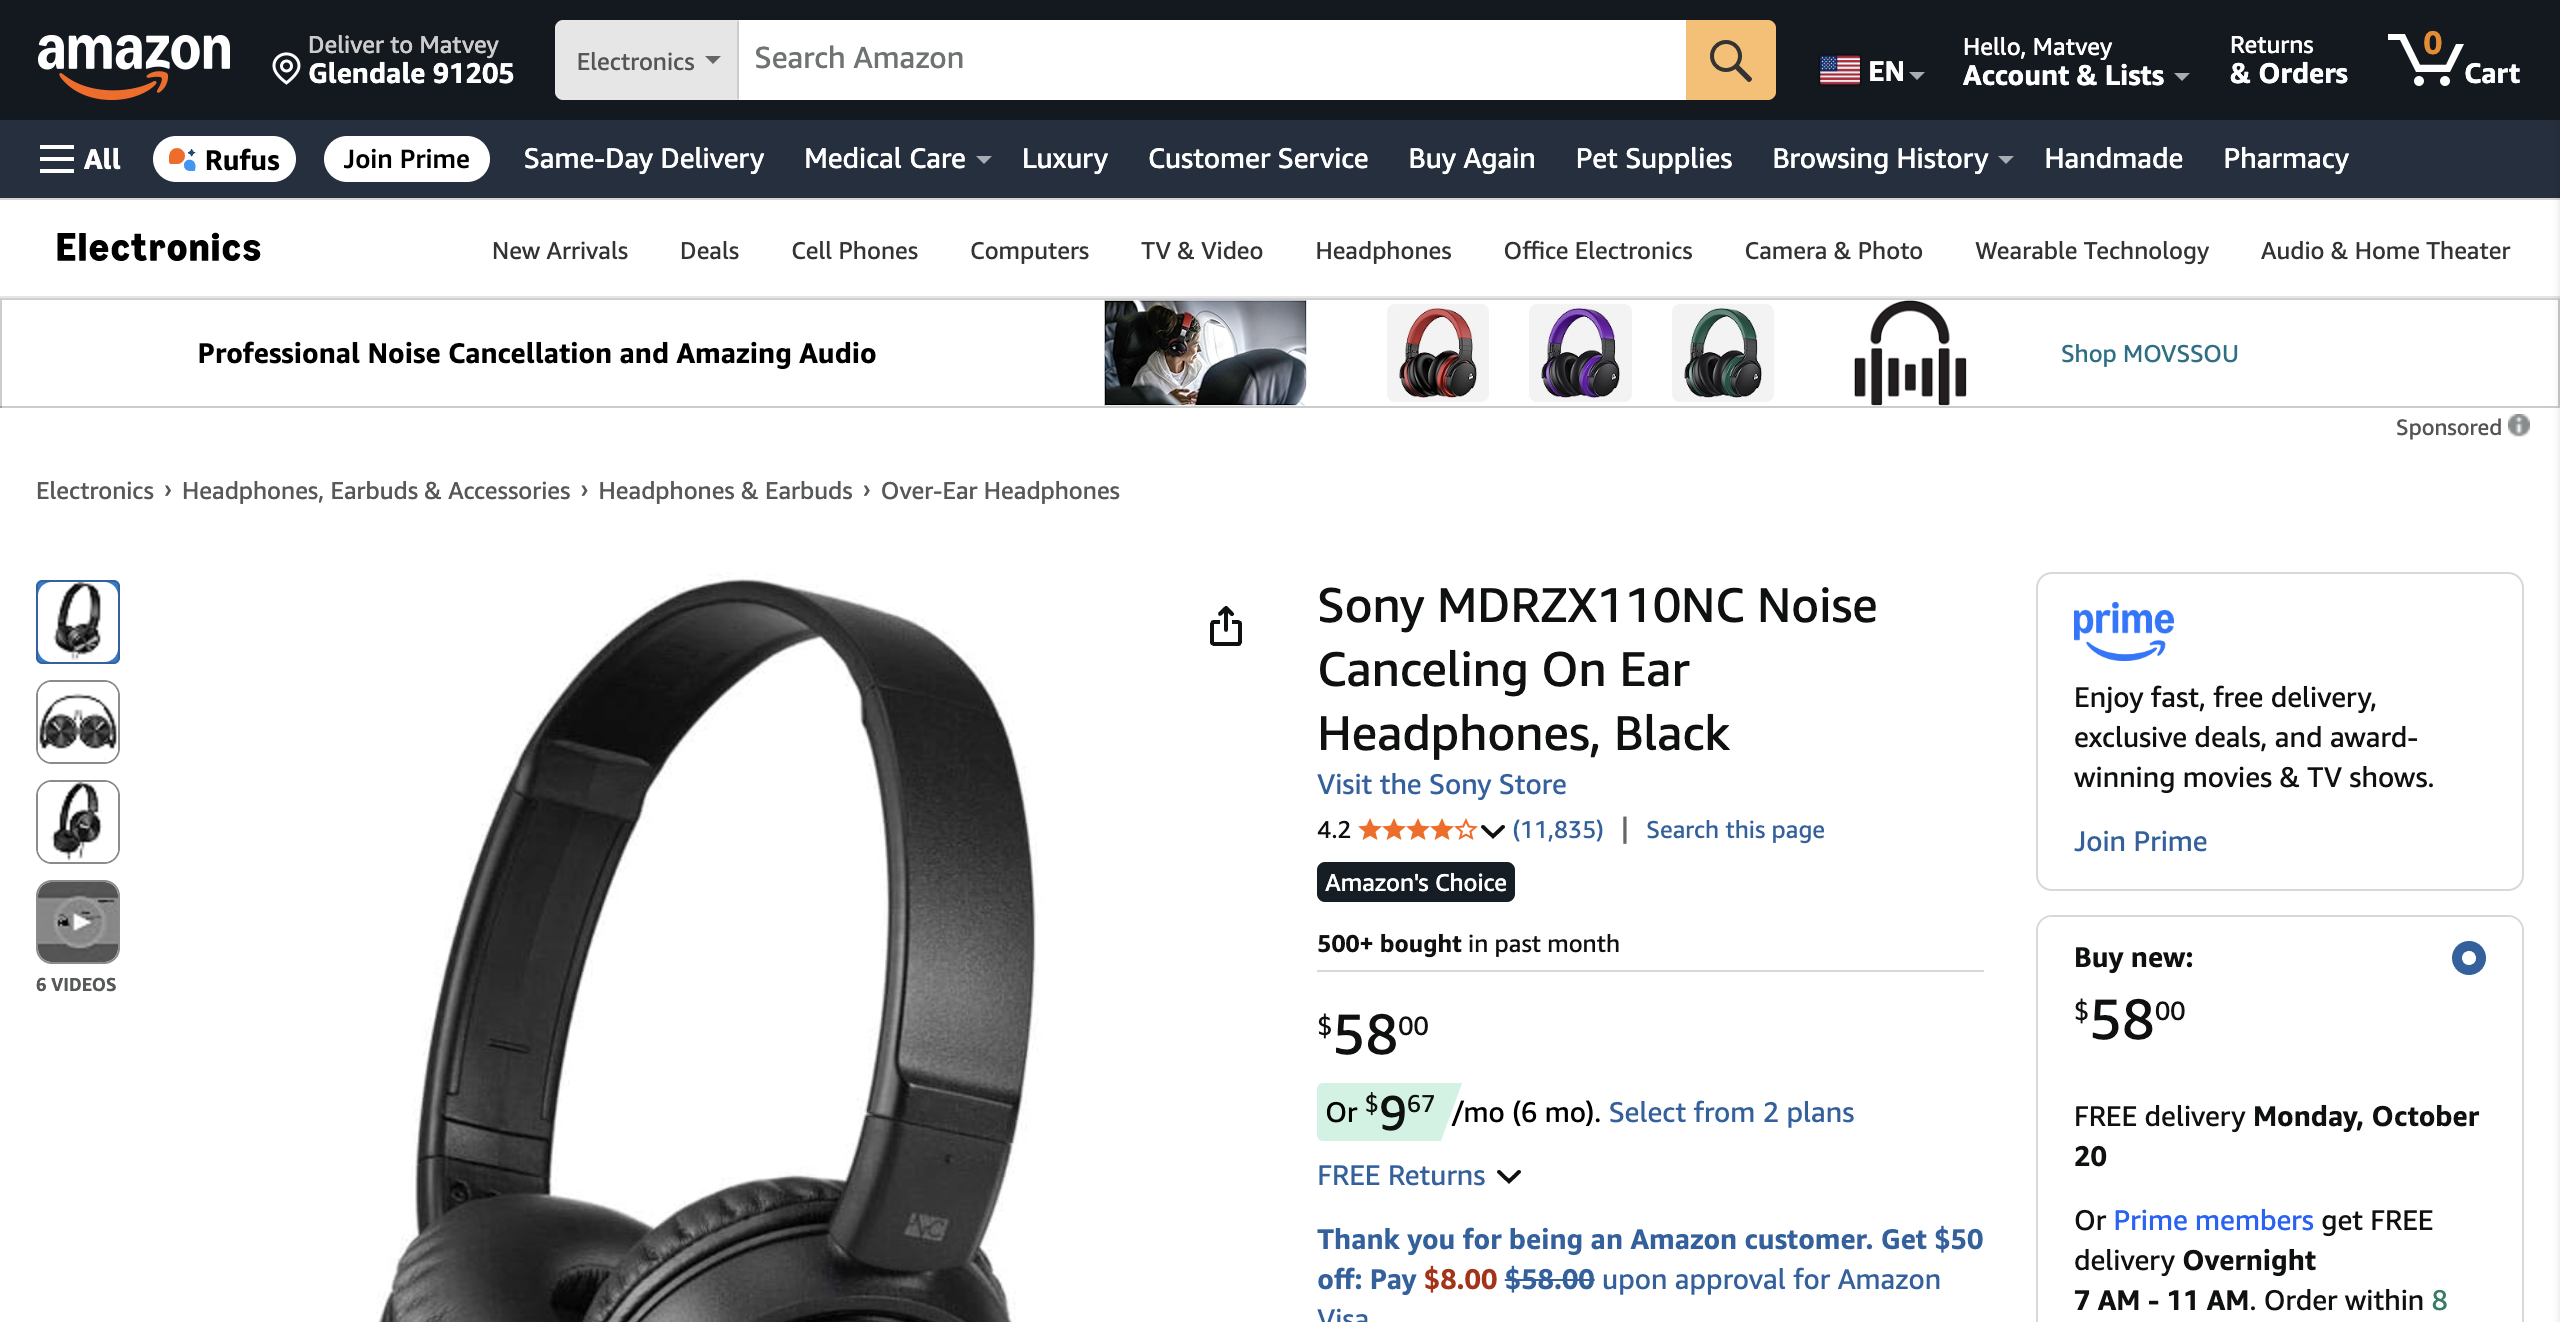 amazon
Deliver to Matvey
Glendale 91205
Electronics
Search Amazon
EN
Hello, Matvey
Account & Lists
Returns
& Orders
0
Cart
All
Rufus
Join Prime
Same-Day Delivery
Medical Care
Luxury
Customer Service
Buy Again
Pet Supplies
Browsing History
Handmade
Pharmacy
Electronics
New Arrivals
Deals
Cell Phones
Computers
TV & Video
Headphones
Office Electronics
Camera & Photo
Wearable Technology
Audio & Home Theater
Professional Noise Cancellation and Amazing Audio
Shop MOVSSOU
Sponsored
Electronics › Headphones, Earbuds & Accessories › Headphones & Earbuds › Over-Ear Headphones
6 VIDEOS
Sony MDRZX110NC Noise
Canceling On Ear
Headphones, Black
Visit the Sony Store
4.2 (11,835) | Search this page
Amazon's Choice
500+ bought in past month
$5800
Or $967 /mo (6 mo). Select from 2 plans
FREE Returns
Thank you for being an Amazon customer. Get $50
off: Pay $8.00 $58.00 upon approval for Amazon
Visa.
prime
Enjoy fast, free delivery,
exclusive deals, and award-
winning movies & TV shows.
Join Prime
Buy new:
$5800
FREE delivery Monday, October
20
Or Prime members get FREE
delivery Overnight
7 AM - 11 AM. Order within 8